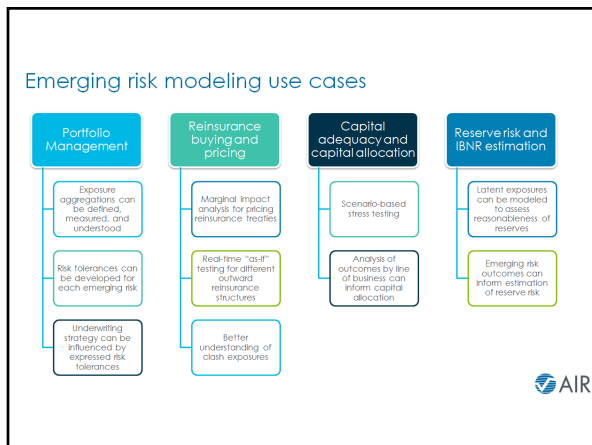 Emerging risk modeling use cases
Portfolio
Management
Exposure
aggregations can
be defined,
measured, and
understood
Risk tolerances can
be developed for
each emerging risk
Underwriting
strategy can be
influenced by
expressed risk
tolerances
Reinsurance
buying and
pricing
Marginal impact
analysis for pricing
reinsurance treaties
Real-time "as-if"
testing for different
outward
reinsurance
structures
Better
understanding of
clash exposures
Capital
adequacy and
capital allocation
Scenario-based
stress testing
Analysis of
outcomes by line
of business can
inform capital
allocation
Reserve risk and
IBNR estimation
Latent exposures
can be modeled to
assess
reasonableness of
reserves
Emerging risk
outcomes can
inform estimation
of reserve risk
AIR